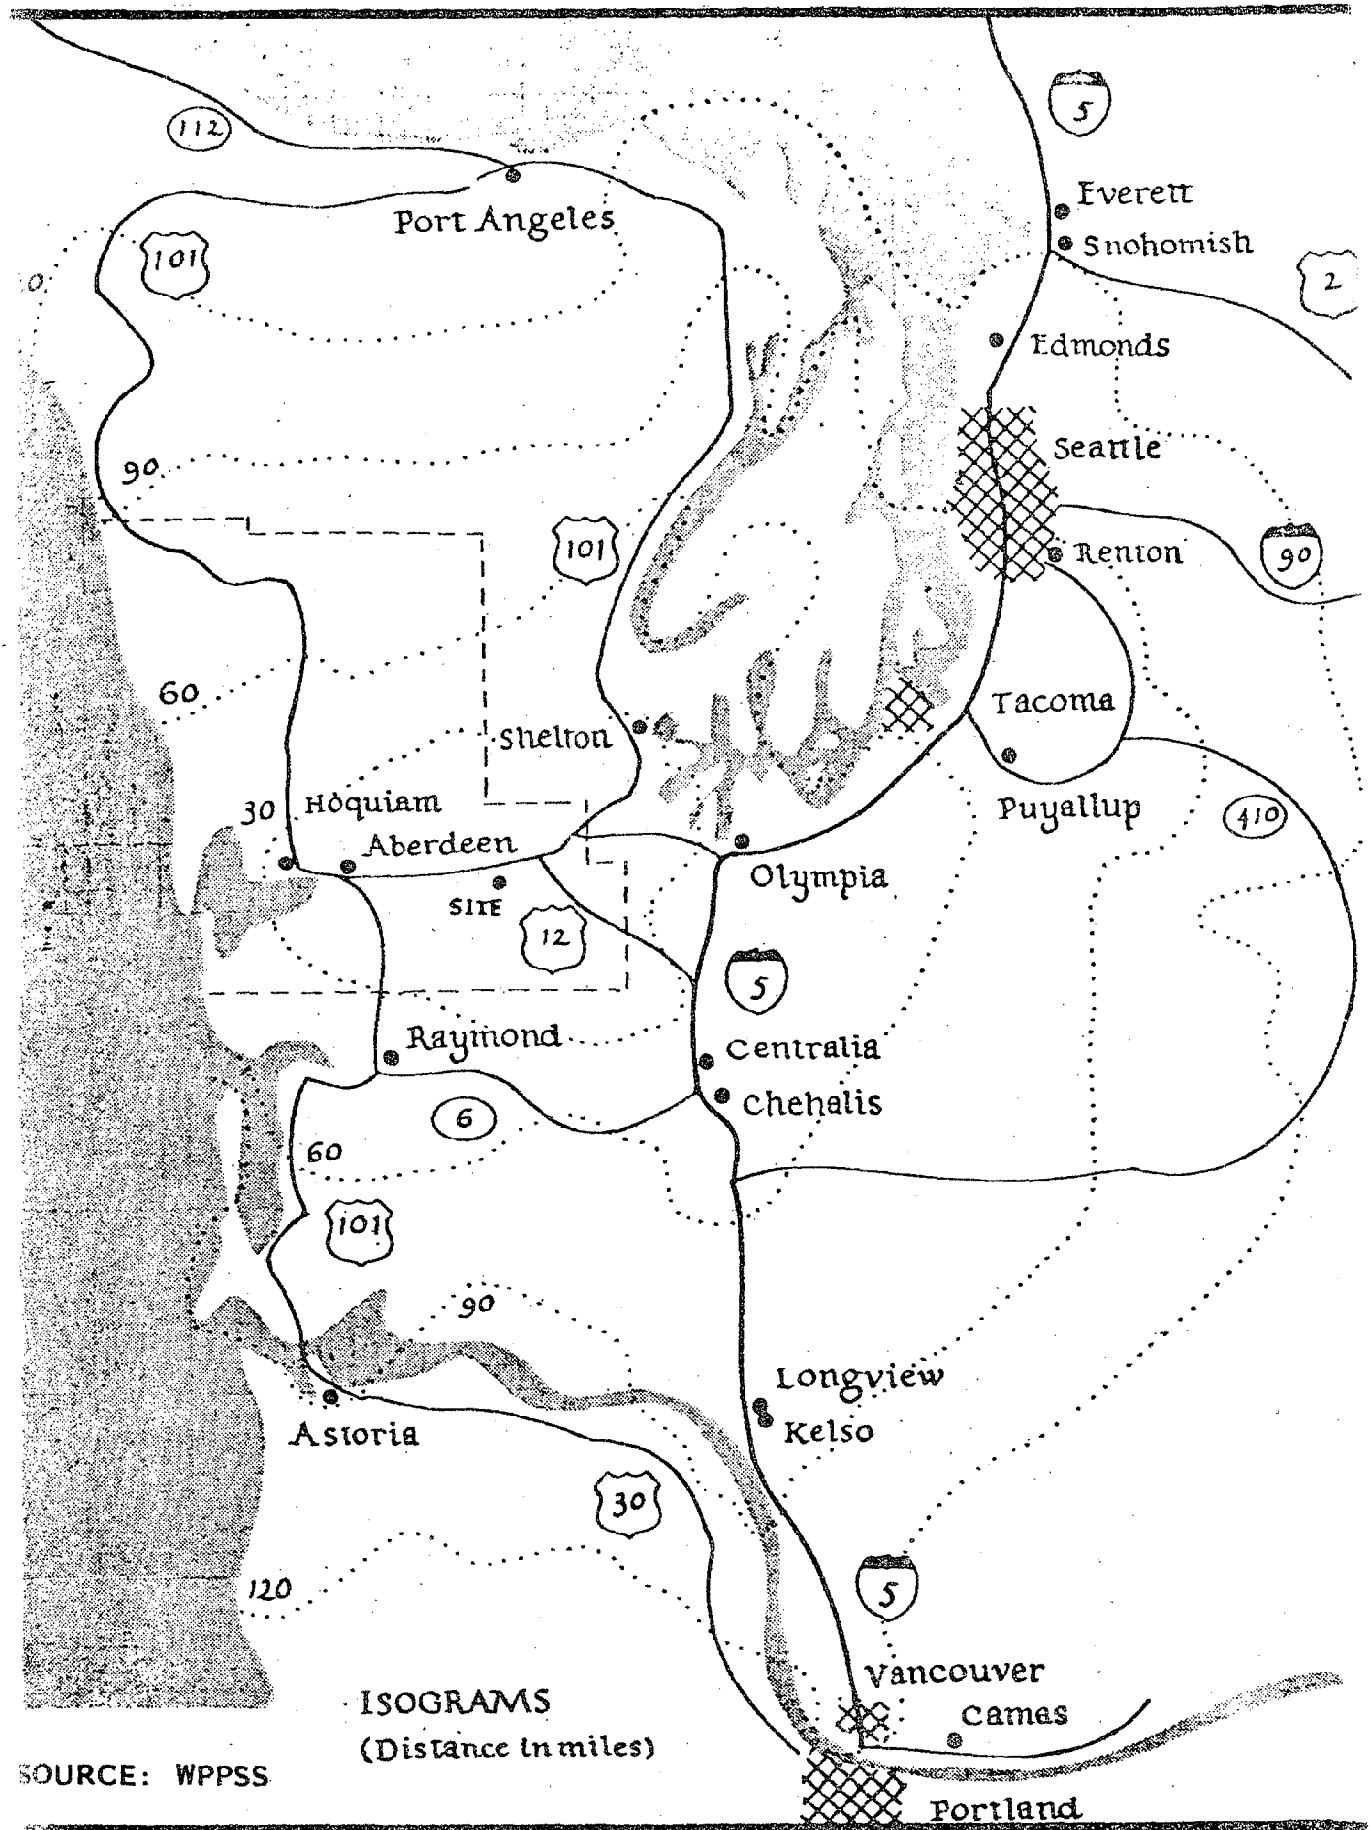 5
112
Everett
Port Angeles
Snohomish
101
2
Edmonds
Seattle
90
101
Renton
90
60
Tacoma
Shelton
30
Hoquiam
Puyallup
410
Aberdeen
Olympia
SITE
12
5
Raymond
Centralia
Chehalis
6
60
101
90
Longview
Kelso
Astoria
30
120
5
Vancouver
ISOGRAMS
Camas
(Distance in miles)
SOURCE: WPPSS
Portland